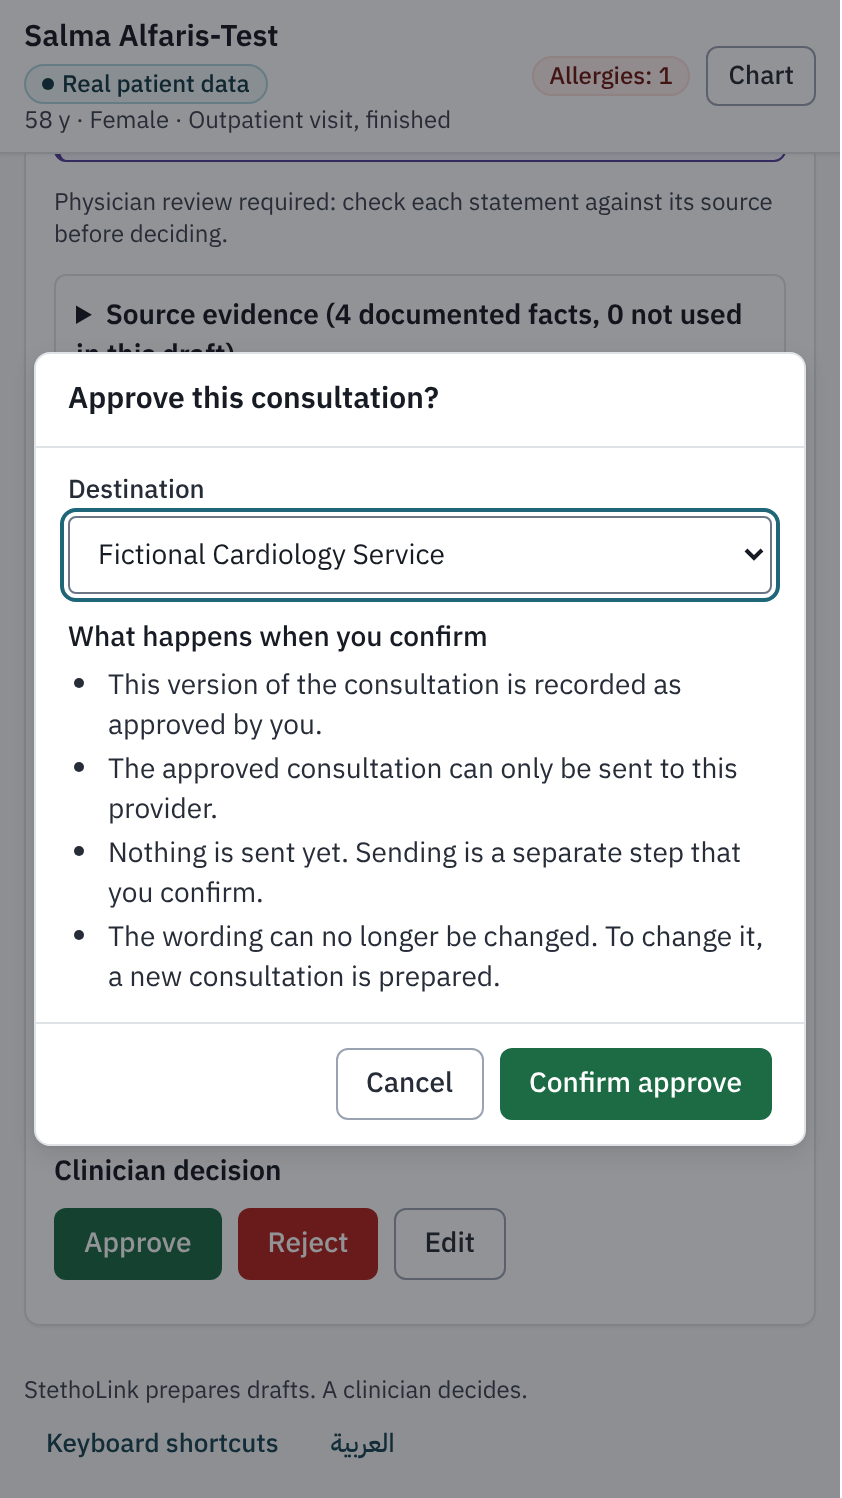 Salma Alfaris-Test
Real patient data
58 y · Female · Outpatient visit, finished
Allergies: 1
Chart
Physician review required: check each statement against its source
before deciding.
▶ Source evidence (4 documented facts, 0 not used
in this draft)
Approve this consultation?
Destination
Fictional Cardiology Service
What happens when you confirm
• This version of the consultation is recorded as
approved by you.
• The approved consultation can only be sent to this
provider.
• Nothing is sent yet. Sending is a separate step that
you confirm.
• The wording can no longer be changed. To change it,
a new consultation is prepared.
Cancel
Confirm approve
Clinician decision
Approve
Reject
Edit
StethoLink prepares drafts. A clinician decides.
Keyboard shortcuts
العربية